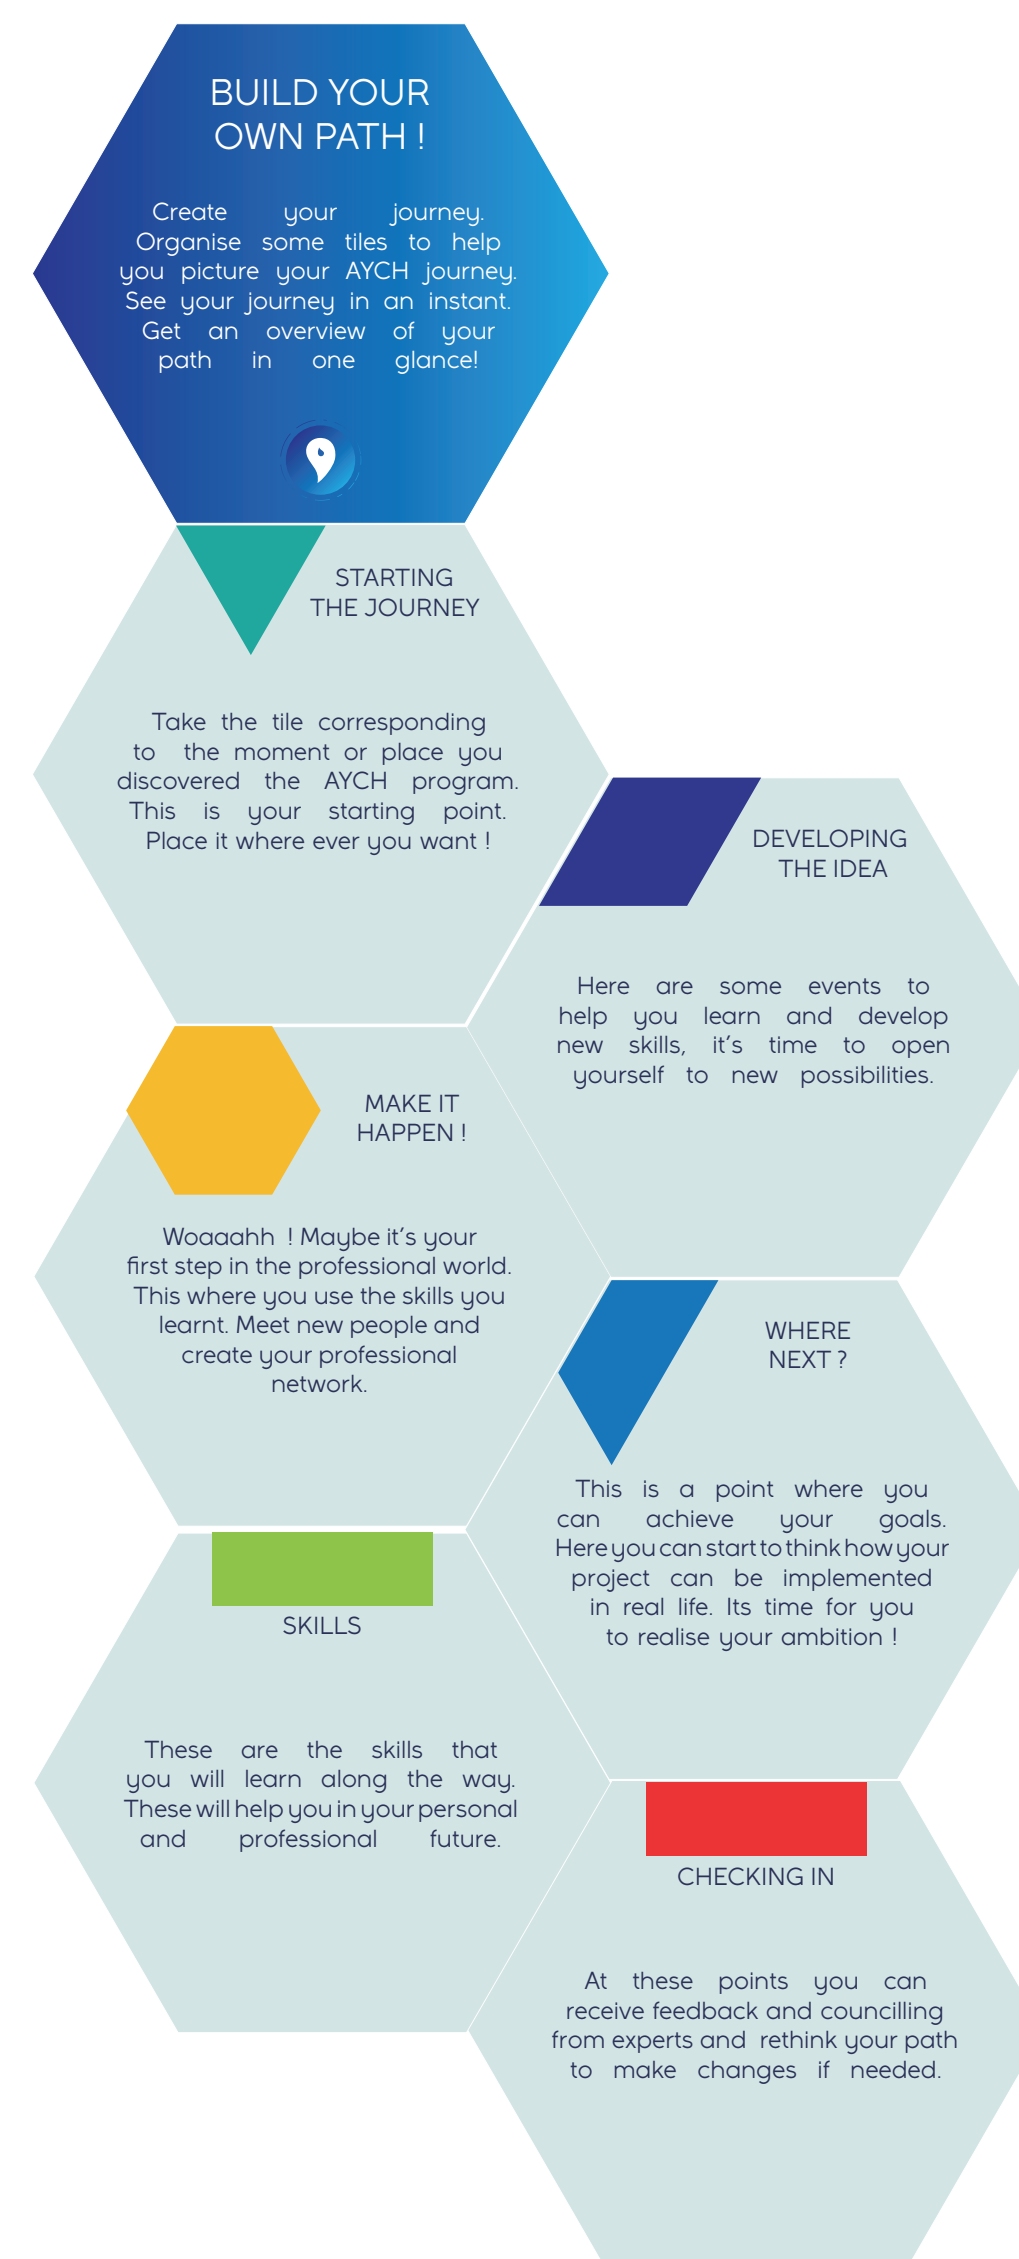 BUILD YOUR
OWN PATH !
Create your journey.
Organise some tiles to help
you picture your AYCH journey.
See your journey in an instant.
Get an overview of your
path in one glance!
STARTING
THE JOURNEY
Take the tile corresponding
to the moment or place you
discovered the AYCH program.
This is your starting point.
Place it where ever you want !
DEVELOPING
THE IDEA
Here are some events to
help you learn and develop
new skills, it's time to open
yourself to new possibilities.
MAKE IT
HAPPEN !
Woaaahh ! Maybe it's your
first step in the professional world.
This where you use the skills you
learnt. Meet new people and
create your professional
network.
WHERE
NEXT ?
This is a point where you
can achieve your goals.
Here you can start to think how your
project can be implemented
in real life. Its time for you
to realise your ambition !
SKILLS
These are the skills that
you will learn along the way.
These will help you in your personal
and professional future.
CHECKING IN
At these points you can
receive feedback and councilling
from experts and rethink your path
to make changes if needed.